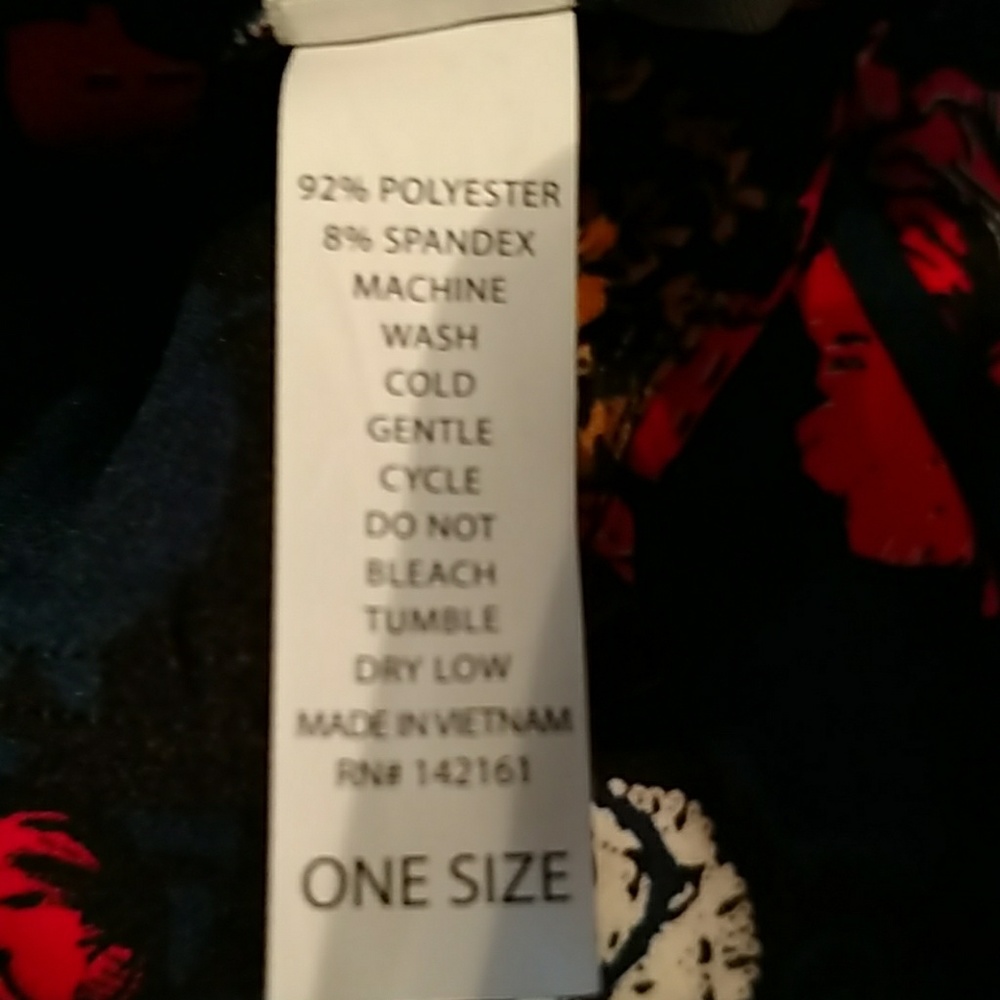 92% POLYESTER
8% SPANDEX
MACHINE
WASH
COLD
GENTLE
CYCLE
DO NOT
BLEACH
TUMBLE
DRY LOW
MADE IN VIETNAM
RN# 142161
ONE SIZE